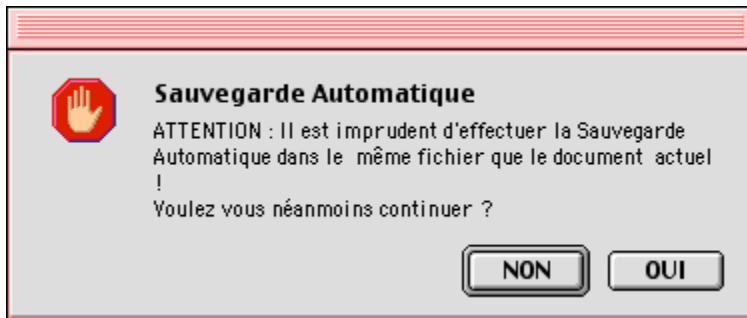 Sauvegarde Automatique
ATTENTION : Il est imprudent d'effectuer la Sauvegarde
Automatique dans le même fichier que le document actuel
!
Voulez vous néanmoins continuer ?
NON OUI